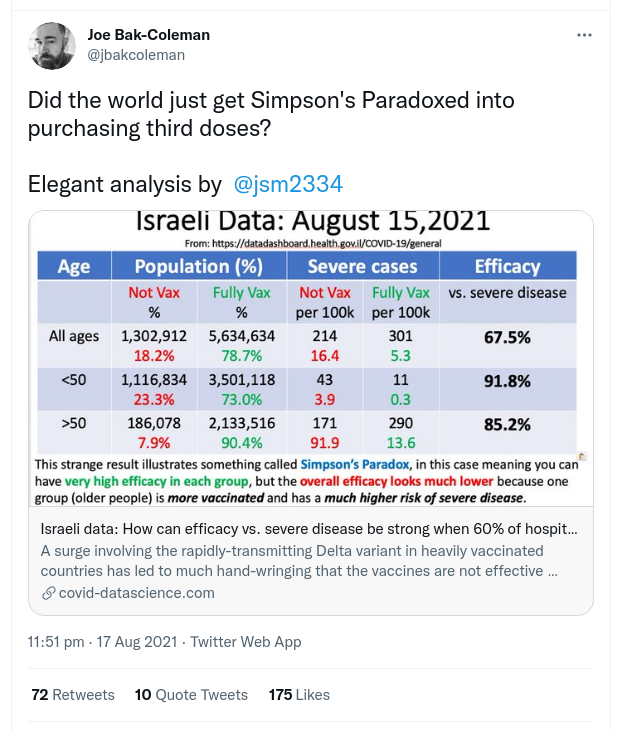 Joe Bak-Coleman
@jbakcoleman
Did the world just get Simpson's Paradoxed into
purchasing third doses?
Elegant analysis by @jsm2334
Israeli Data: August 15,2021
From: https://datadashboard.health.gov.il/COVID-19/general
Age Population (%) Severe cases Efficacy
Not Vax Fully Vax Not Vax Fully Vax vs. severe disease
% % per 100k per 100k
All ages 1,302,912 5,634,634 214 301 67.5%
18.2% 78.7% 16.4 5.3
<50 1,116,834 3,501,118 43 11 91.8%
23.3% 73.0% 3.9 0.3
>50 186,078 2,133,516 171 290 85.2%
7.9% 90.4% 91.9 13.6
This strange result illustrates something called Simpson's Paradox, in this case meaning you can
have very high efficacy in each group, but the overall efficacy looks much lower because one
group (older people) is more vaccinated and has a much higher risk of severe disease.
Israeli data: How can efficacy vs. severe disease be strong when 60% of hospit...
A surge involving the rapidly-transmitting Delta variant in heavily vaccinated
countries has led to much hand-wringing that the vaccines are not effective ...
covid-datascience.com
11:51 pm · 17 Aug 2021 · Twitter Web App
72 Retweets 10 Quote Tweets 175 Likes